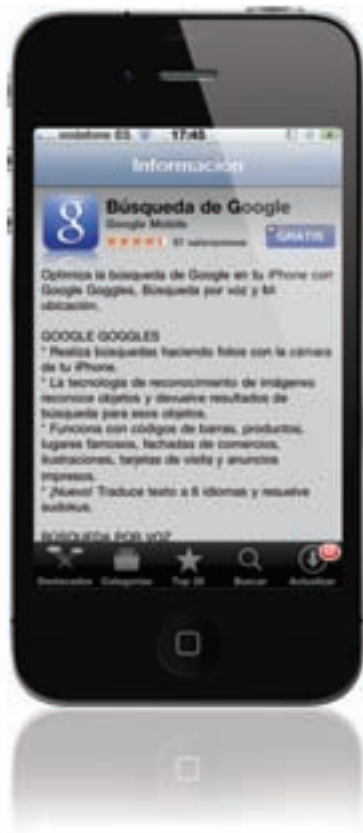 vodafone ES 17:45
Información
g Búsqueda de Google
Google Mobile
57 valoraciones GRATIS
Optimiza la búsqueda de Google en tu iPhone con
Google Goggles, Búsqueda por voz y Mi
ubicación.
GOOGLE GOGGLES
* Realiza búsquedas haciendo fotos con la cámara
de tu iPhone.
* La tecnología de reconocimiento de imágenes
reconoce objetos y devuelve resultados de
búsqueda para esos objetos.
* Funciona con códigos de barras, productos,
lugares famosos, fachadas de comercios,
ilustraciones, tarjetas de visita y anuncios
impresos.
* ¡Nuevo! Traduce texto a 6 idiomas y resuelve
sudokus.
BÚSQUEDA POR VOZ
Destacados Categorías Top 25 Buscar Actualizar